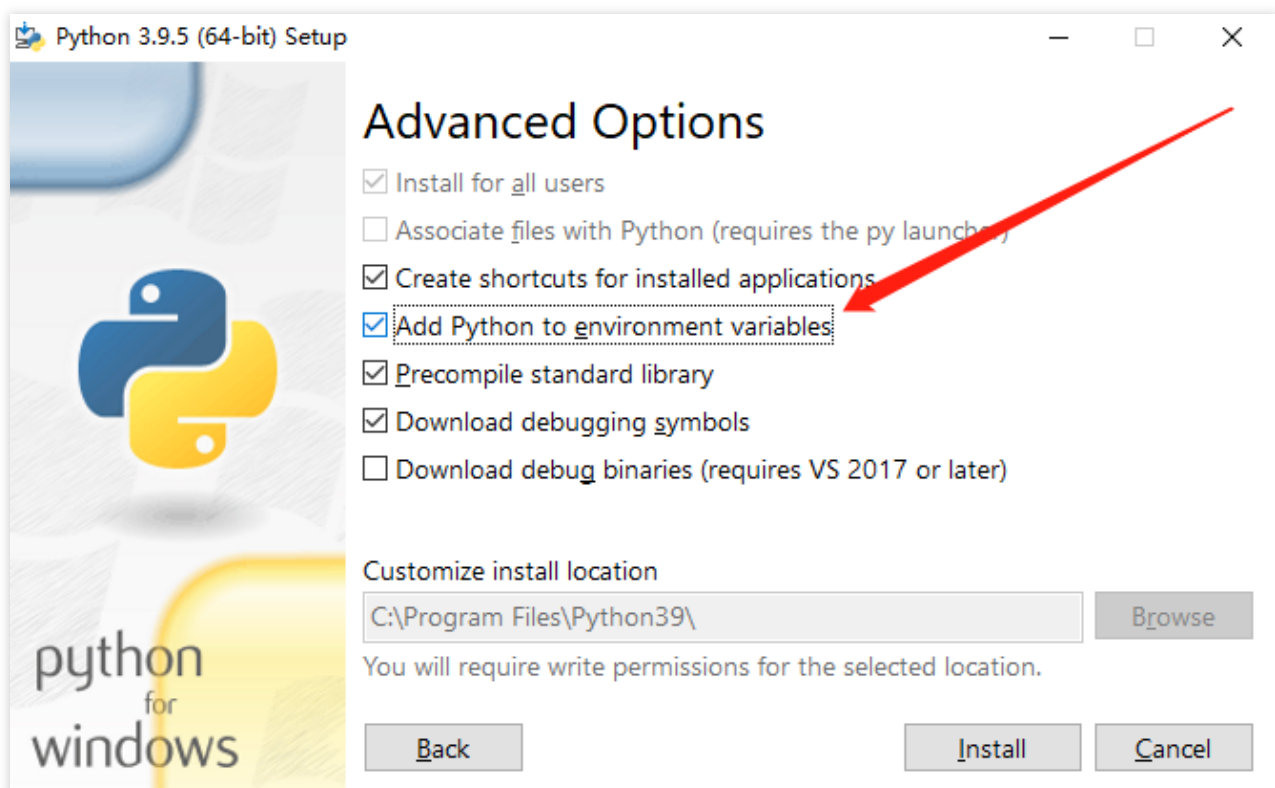 Python 3.9.5 (64-bit) Setup
Advanced Options
Install for all users
Associate files with Python (requires the py launcher)
Create shortcuts for installed applications
Add Python to environment variables
Precompile standard library
Download debugging symbols
Download debug binaries (requires VS 2017 or later)
Customize install location
C:\Program Files\Python39\
Browse
You will require write permissions for the selected location.
python
for
windows
Back
Install
Cancel